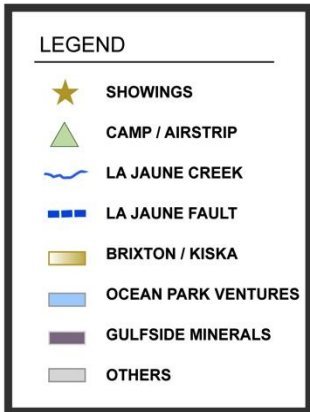 LEGEND
SHOWINGS
CAMP / AIRSTRIP
LA JAUNE CREEK
LA JAUNE FAULT
BRIXTON / KISKA
OCEAN PARK VENTURES
GULFSIDE MINERALS
OTHERS